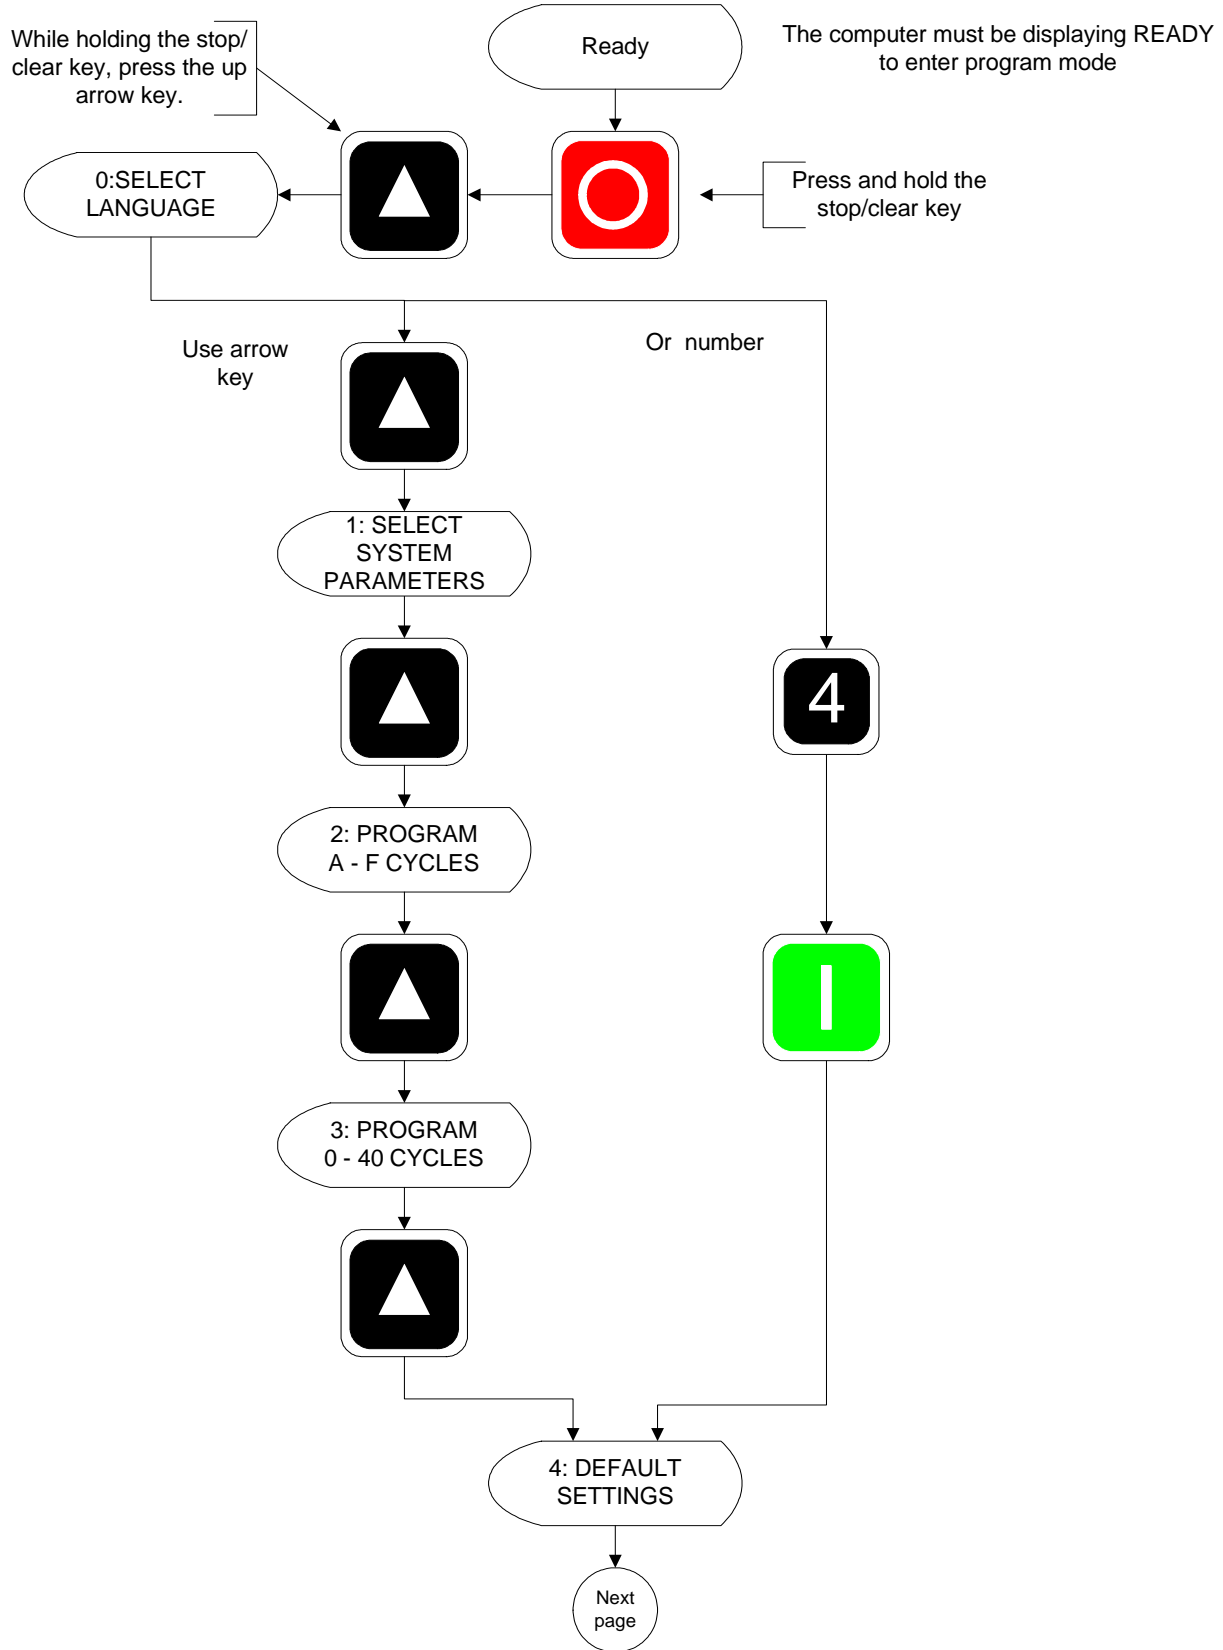 While holding the stop/
clear key, press the up
arrow key.
Ready
The computer must be displaying READY
to enter program mode
0:SELECT
LANGUAGE
Press and hold the
stop/clear key
Use arrow
key
Or number
1: SELECT
SYSTEM
PARAMETERS
4
2: PROGRAM
A - F CYCLES
3: PROGRAM
0 - 40 CYCLES
4: DEFAULT
SETTINGS
Next
page